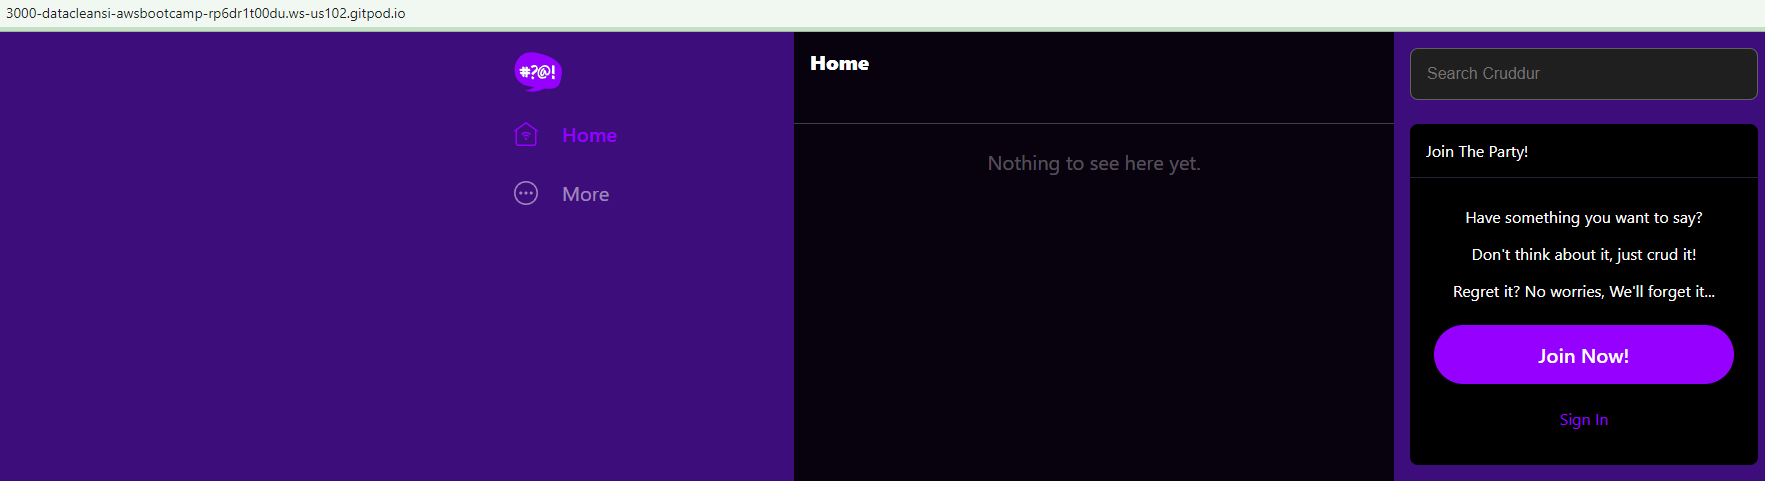 3000-datacleansi-awsbootcamp-rp6dr1t00du.ws-us102.gitpod.io
#?@!
Home
More
Home
Nothing to see here yet.
Search Cruddur
Join The Party!
Have something you want to say?
Don't think about it, just crud it!
Regret it? No worries, We'll forget it...
Join Now!
Sign In